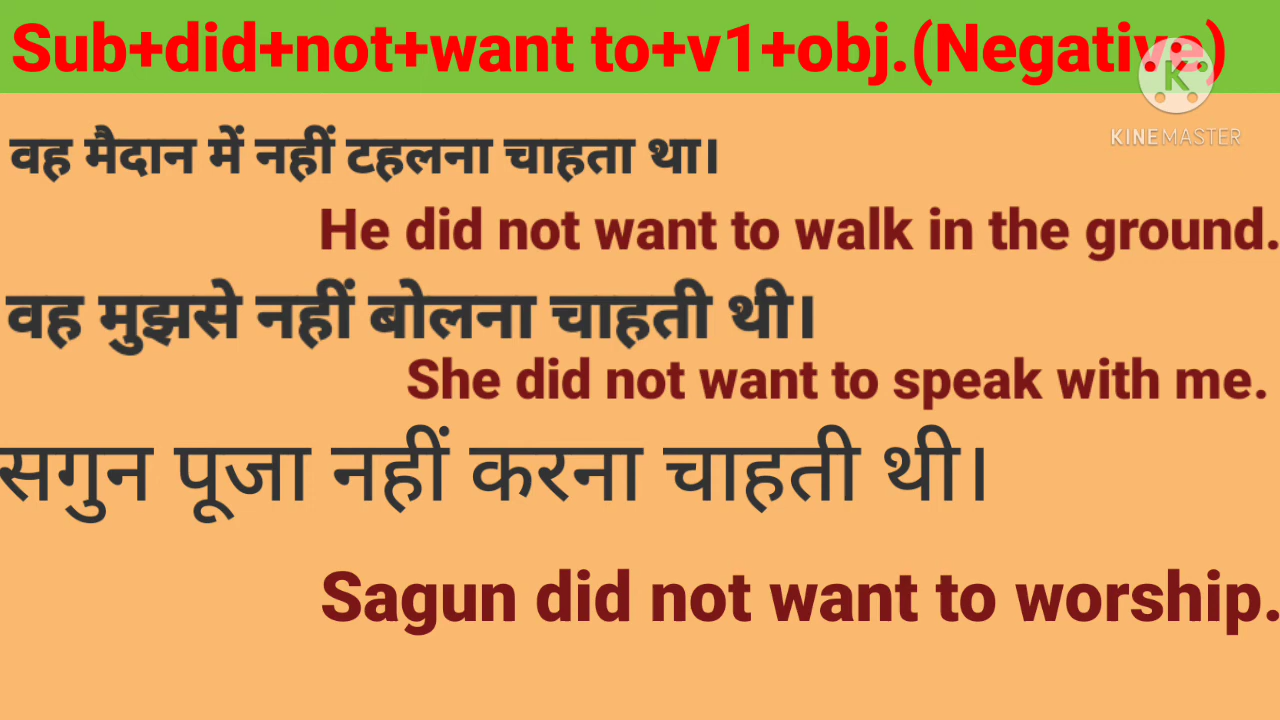 Sub+did+not+want to+v1+obj.(Negative)
KINEMASTER
वह मैदान में नहीं टहलना चाहता था।
He did not want to walk in the ground.
वह मुझसे नहीं बोलना चाहती थी।
She did not want to speak with me.
सगुन पूजा नहीं करना चाहती थी।
Sagun did not want to worship.